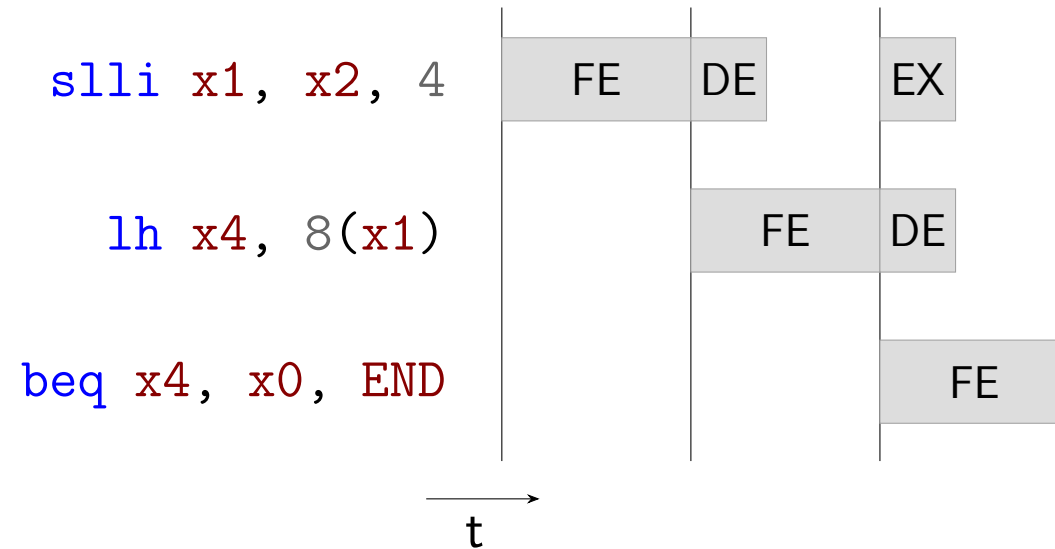 slli x1, x2, 4 FE DE EX
lh x4, 8(x1) FE DE
beq x4, x0, END FE
t